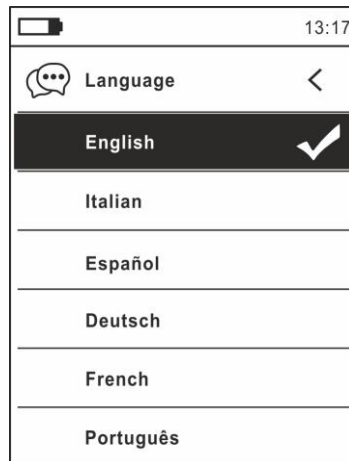 13:17
Language
English
Italian
Español
Deutsch
French
Português